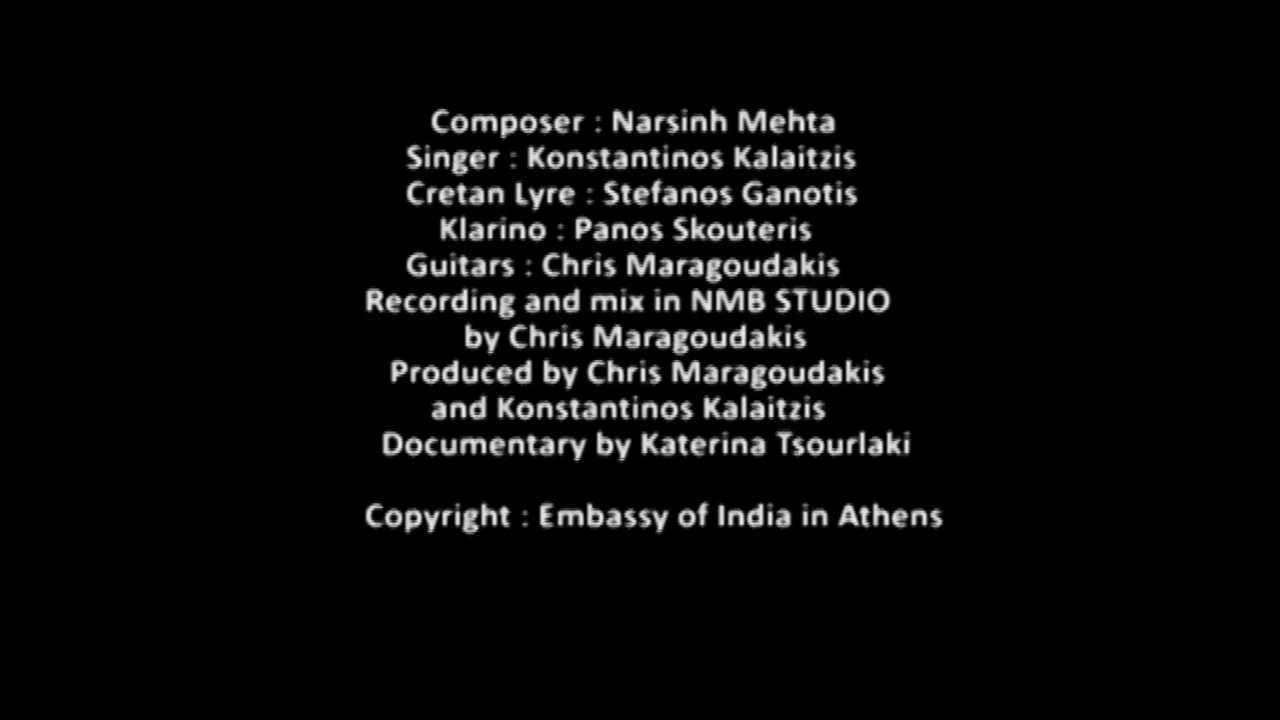 Composer : Narsinh Mehta
Singer : Konstantinos Kalaitzis
Cretan Lyre : Stefanos Ganotis
Klarino : Panos Skouteris
Guitars : Chris Maragoudakis
Recording and mix in NMB STUDIO
by Chris Maragoudakis
Produced by Chris Maragoudakis
and Konstantinos Kalaitzis
Documentary by Katerina Tsourlaki
Copyright : Embassy of India in Athens